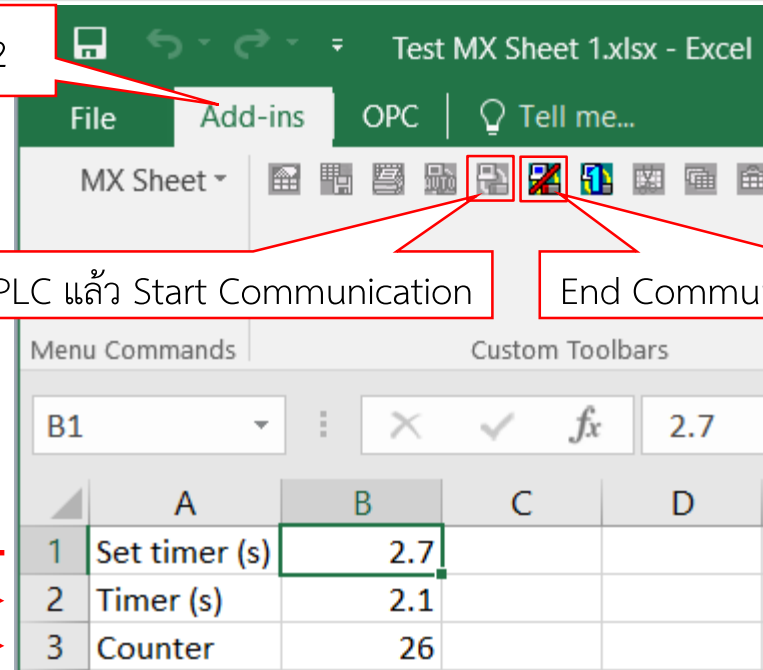 2
Test MX Sheet 1.xlsx - Excel
File Add-ins OPC Tell me...
MX Sheet
AUTO
PLC แล้ว Start Communication
End Commu
Menu Commands Custom Toolbars
B1 fx 2.7
A B C D
1 Set timer (s) 2.7
2 Timer (s) 2.1
3 Counter 26